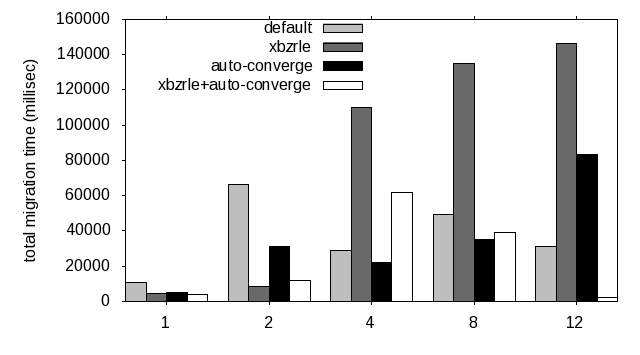 160000
140000
120000
100000
80000
60000
40000
20000
0
total migration time (millisec)
default
xbzrle
auto-converge
xbzrle+auto-converge
1 2 4 8 12